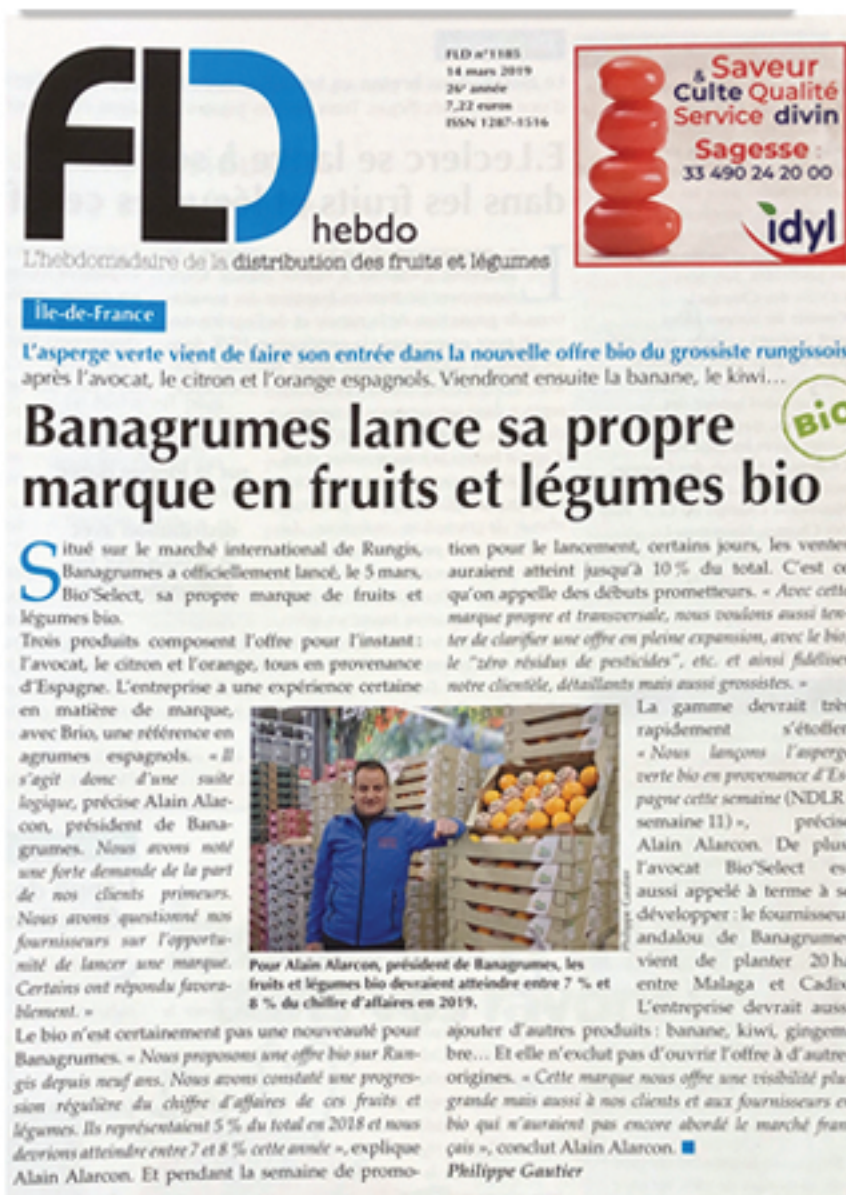 FLD
hebdo
L'hebdomadaire de la distribution des fruits et légumes
FLD n°1185
14 mars 2019
26e année
7,22 euros
ISSN 1287-1516
& Saveur
Culte Qualité
Service divin
Sagesse :
33 490 24 20 00
idyl
Île-de-France
L'asperge verte vient de faire son entrée dans la nouvelle offre bio du grossiste rungissois
après l'avocat, le citron et l'orange espagnols. Viendront ensuite la banane, le kiwi…
Bio
Banagrumes lance sa propre
marque en fruits et légumes bio
Situé sur le marché international de Rungis,
Banagrumes a officiellement lancé, le 5 mars,
Bio'Select, sa propre marque de fruits et
légumes bio.
Trois produits composent l'offre pour l'instant :
l'avocat, le citron et l'orange, tous en provenance
d'Espagne. L'entreprise a une expérience certaine
en matière de marque,
avec Brio, une référence en
agrumes espagnols. « Il
s'agit donc d'une suite
logique, précise Alain Alar-
con, président de Bana-
grumes. Nous avons noté
une forte demande de la part
de nos clients primeurs.
Nous avons questionné nos
fournisseurs sur l'opportu-
nité de lancer une marque.
Certains ont répondu favora-
blement. »
Le bio n'est certainement pas une nouveauté pour
Banagrumes. « Nous proposons une offre bio sur Run-
gis depuis neuf ans. Nous avons constaté une progres-
sion régulière du chiffre d'affaires de ces fruits et
légumes. Ils représentaient 5 % du total en 2018 et nous
devrions atteindre entre 7 et 8 % cette année », explique
Alain Alarcon. Et pendant la semaine de promo-
Philippe Gautier
Pour Alain Alarcon, président de Banagrumes, les
fruits et légumes bio devraient atteindre entre 7 % et
8 % du chiffre d'affaires en 2019.
tion pour le lancement, certains jours, les vente
auraient atteint jusqu'à 10 % du total. C'est c
qu'on appelle des débuts prometteurs. « Avec cett
marque propre et transversale, nous voulons aussi ten
ter de clarifier une offre en pleine expansion, avec le bio
le "zéro résidus de pesticides", etc. et ainsi fidélise
notre clientèle, détaillants mais aussi grossistes. »
La gamme devrait trè
rapidement s'étoffer
« Nous lançons l'asperg
verte bio en provenance d'Es
pagne cette semaine (NDLR
semaine 11) », précis
Alain Alarcon. De plus
l'avocat Bio'Select es
aussi appelé à terme à s
développer : le fournisseu
andalou de Banagrume
vient de planter 20 h
entre Malaga et Cadix
L'entreprise devrait auss
ajouter d'autres produits : banane, kiwi, gingem
bre… Et elle n'exclut pas d'ouvrir l'offre à d'autre
origines. « Cette marque nous offre une visibilité plu
grande mais aussi à nos clients et aux fournisseurs e
bio qui n'auraient pas encore abordé le marché fran
çais », conclut Alain Alarcon.
Philippe Gautier